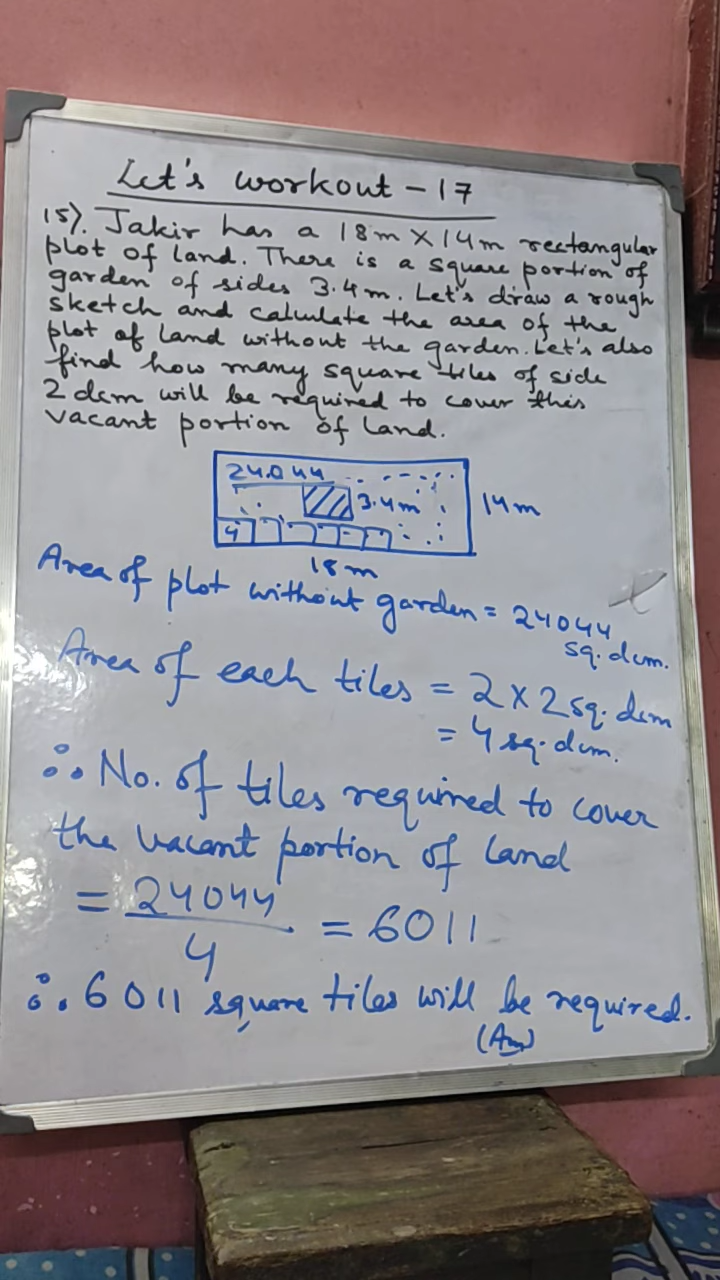 Let's workout - 17
15). Jakir has a 18m X 14m rectangular
plot of land. There is a square portion of
garden of sides 3.4m. Let's draw a rough
sketch and calculate the area of the
plot of land without the garden. Let's also
find how many square tiles of side
2 dcm will be required to cover this
vacant portion of land.
24044
3.4m
14m
4
18m
Area of plot without garden = 24044
sq. dcm.
Area of each tiles = 2 X 2 sq. dcm
= 4 sq. dcm.
∴ No. of tiles required to cover
the vacant portion of land
= 24044/4 = 6011
∴ 6011 square tiles will be required.
(Ans)